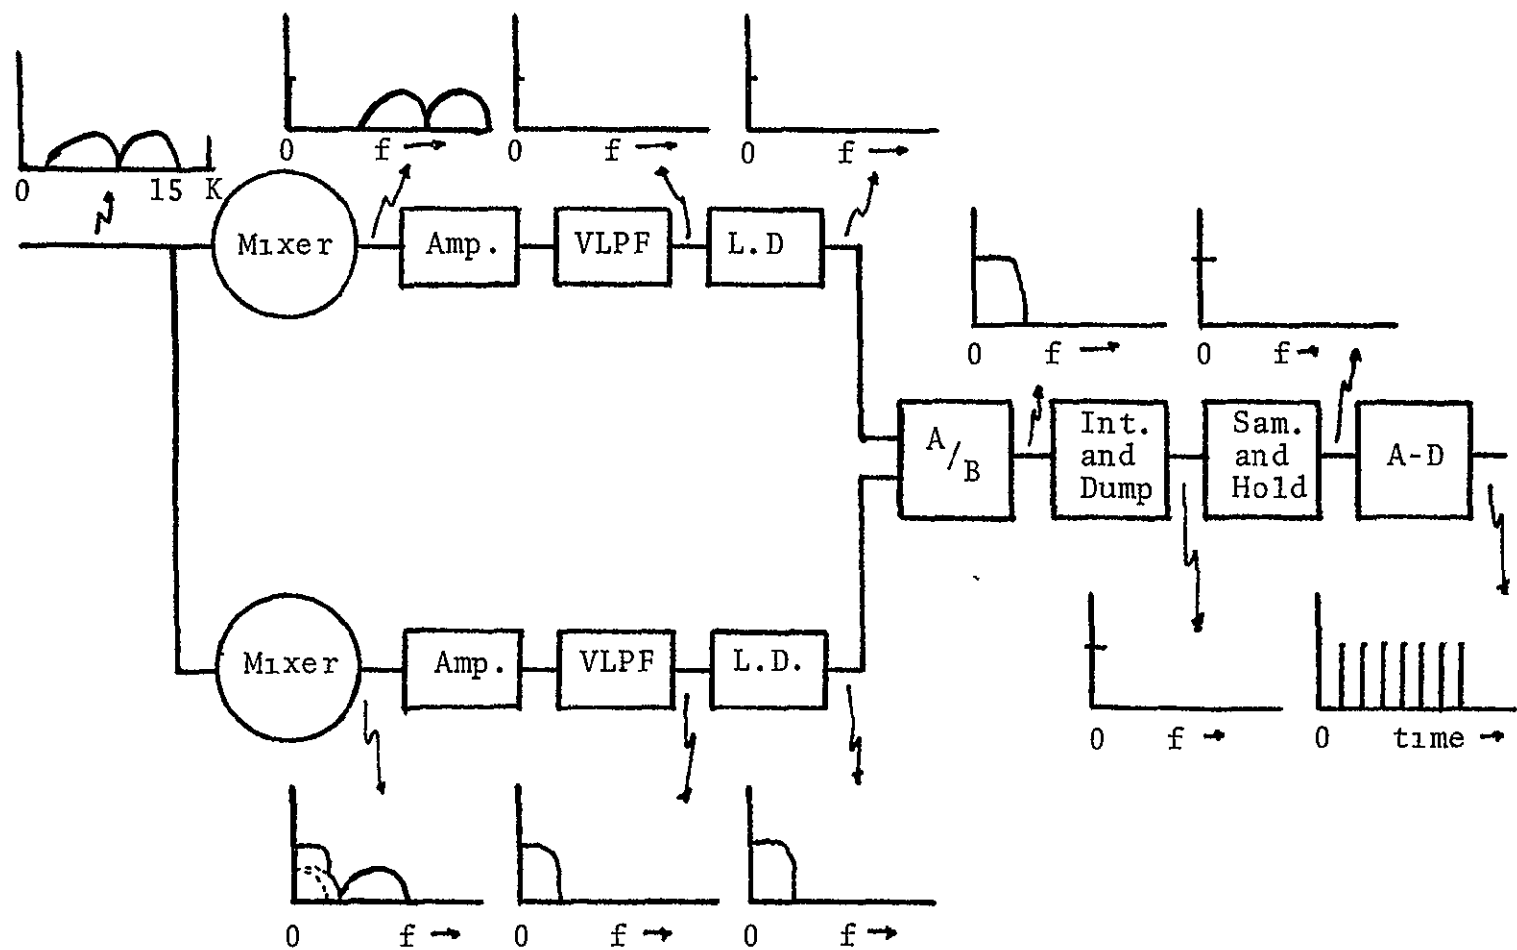 0 15 K
0 f
0 f
0 f
Mixer
Amp.
VLPF
L.D
0 f
0 f
A/B
Int.
and
Dump
Sam.
and
Hold
A-D
Mixer
Amp.
VLPF
L.D.
0 f
0 time
0 f
0 f
0 f